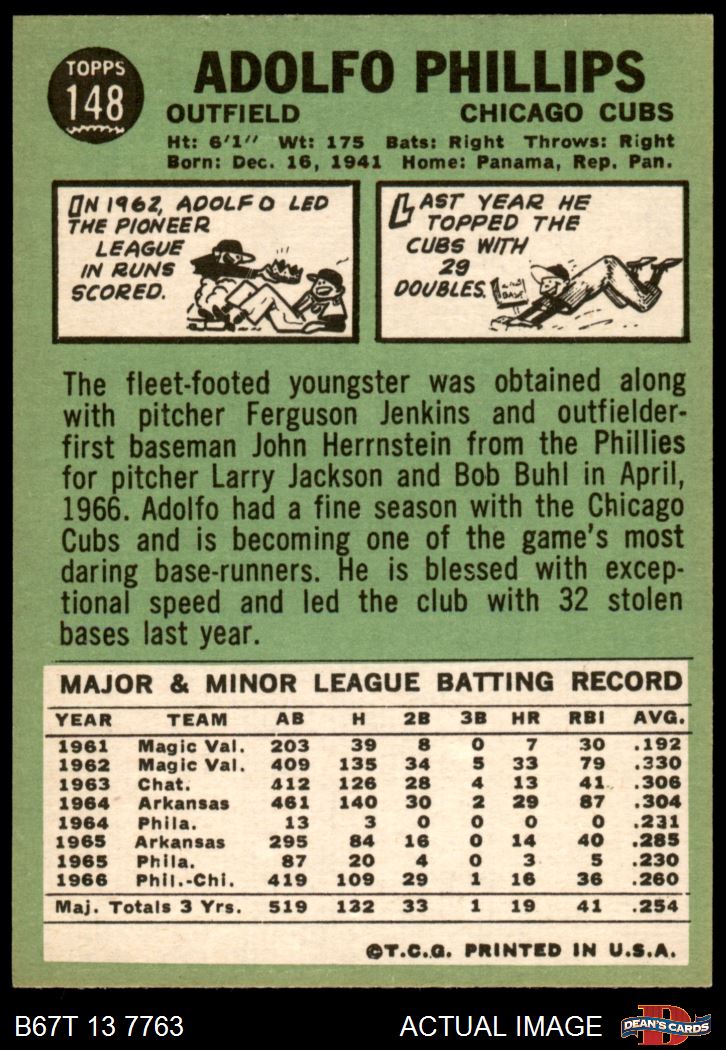 TOPPS
148
ADOLFO PHILLIPS
OUTFIELD CHICAGO CUBS
Ht: 6'1" Wt: 175 Bats: Right Throws: Right
Born: Dec. 16, 1941 Home: Panama, Rep. Pan.
IN 1962, ADOLFO LED
THE PIONEER
LEAGUE
IN RUNS
SCORED.
LAST YEAR HE
TOPPED THE
CUBS WITH
29
DOUBLES.
2ND
BASE
The fleet-footed youngster was obtained along
with pitcher Ferguson Jenkins and outfielder-
first baseman John Herrnstein from the Phillies
for pitcher Larry Jackson and Bob Buhl in April,
1966. Adolfo had a fine season with the Chicago
Cubs and is becoming one of the game's most
daring base-runners. He is blessed with excep-
tional speed and led the club with 32 stolen
bases last year.
MAJOR & MINOR LEAGUE BATTING RECORD
YEAR TEAM AB H 2B 3B HR RBI AVG.
1961 Magic Val. 203 39 8 0 7 30 .192
1962 Magic Val. 409 135 34 5 33 79 .330
1963 Chat. 412 126 28 4 13 41 .306
1964 Arkansas 461 140 30 2 29 87 .304
1964 Phila. 13 3 0 0 0 0 .231
1965 Arkansas 295 84 16 0 14 40 .285
1965 Phila. 87 20 4 0 3 5 .230
1966 Phil.-Chi. 419 109 29 1 16 36 .260
Maj. Totals 3 Yrs. 519 132 33 1 19 41 .254
©T.C.G. PRINTED IN U.S.A.
B67T 13 7763 ACTUAL IMAGE
D
DEAN'S CARDS